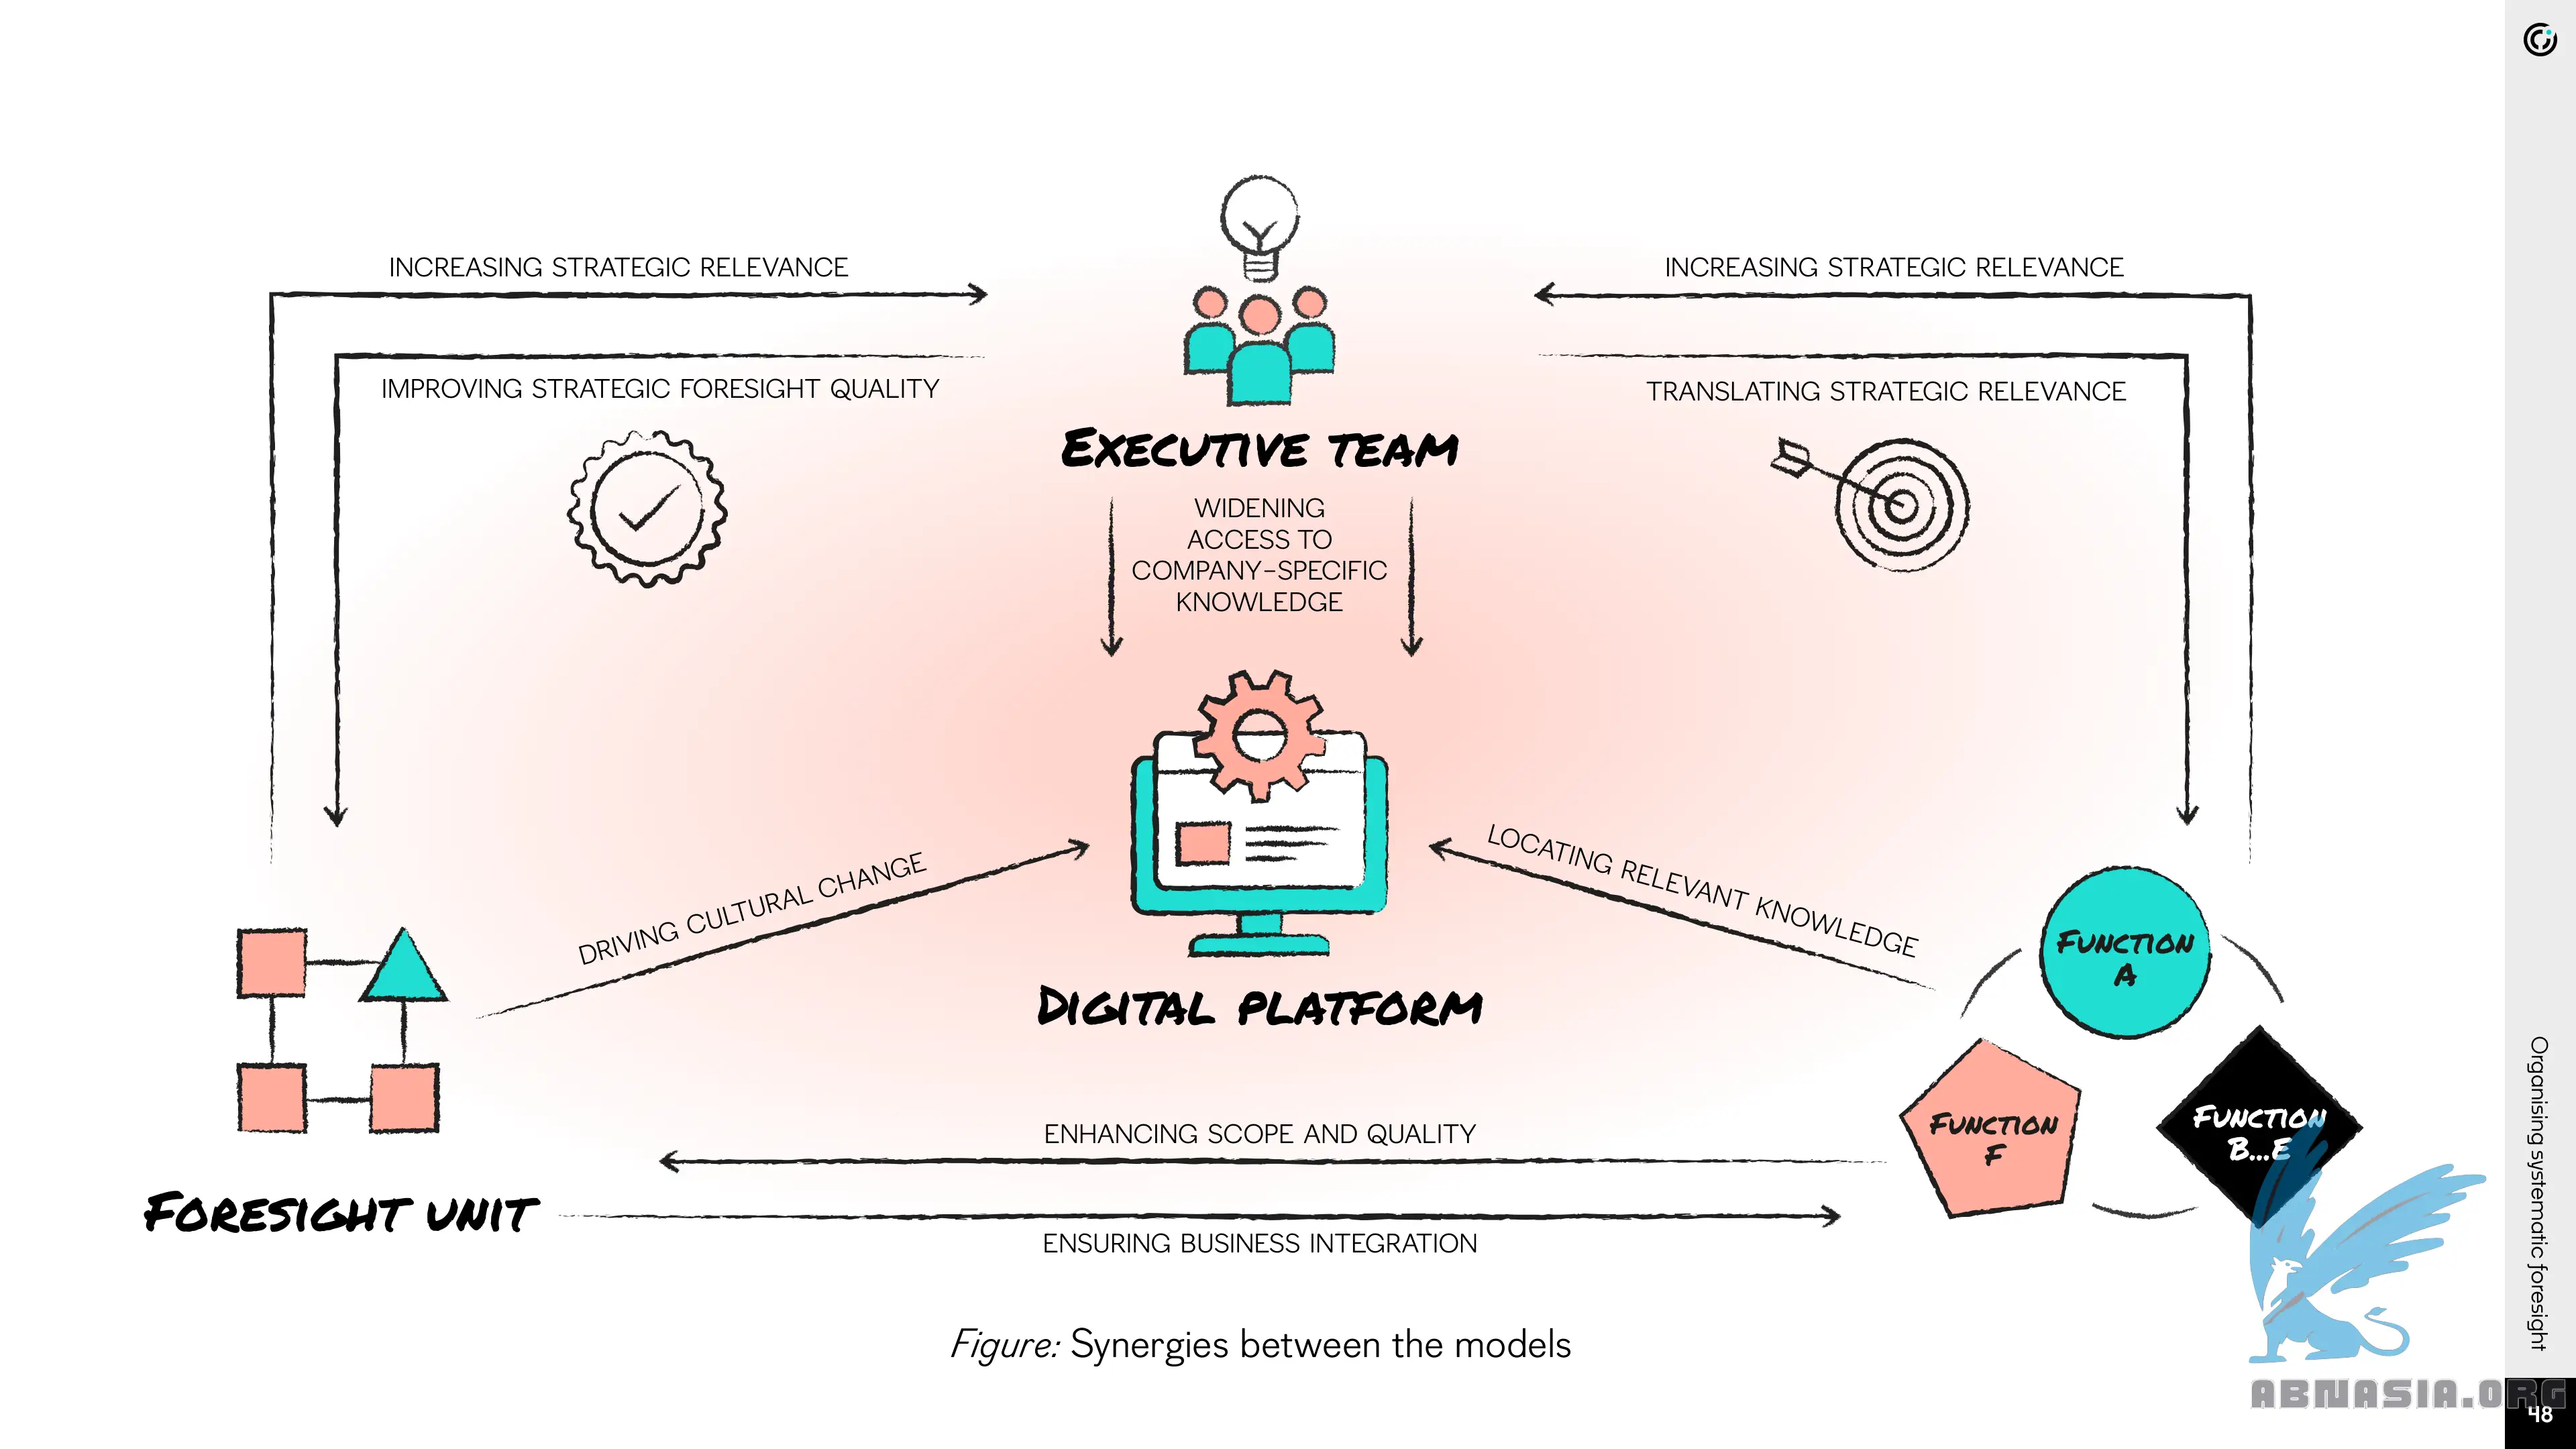 INCREASING STRATEGIC RELEVANCE
INCREASING STRATEGIC RELEVANCE
IMPROVING STRATEGIC FORESIGHT QUALITY
TRANSLATING STRATEGIC RELEVANCE
EXECUTIVE TEAM
WIDENING
ACCESS TO
COMPANY-SPECIFIC
KNOWLEDGE
DRIVING CULTURAL CHANGE
LOCATING RELEVANT KNOWLEDGE
DIGITAL PLATFORM
FUNCTION
A
FUNCTION
F
FUNCTION
B...E
ENHANCING SCOPE AND QUALITY
FORESIGHT UNIT
ENSURING BUSINESS INTEGRATION
Figure: Synergies between the models
Organising systematic foresight
ABNASIA.ORG
48